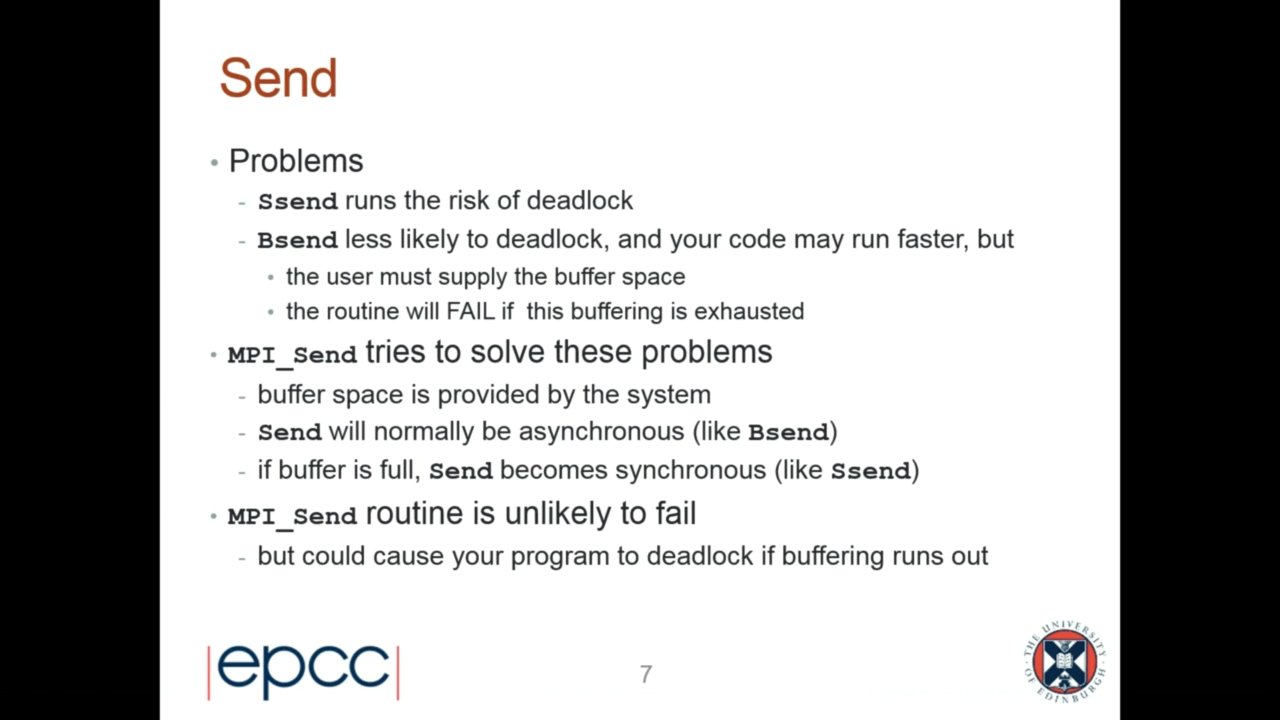 Send
• Problems
- Ssend runs the risk of deadlock
- Bsend less likely to deadlock, and your code may run faster, but
• the user must supply the buffer space
• the routine will FAIL if this buffering is exhausted
• MPI_Send tries to solve these problems
- buffer space is provided by the system
- Send will normally be asynchronous (like Bsend)
- if buffer is full, Send becomes synchronous (like Ssend)
• MPI_Send routine is unlikely to fail
- but could cause your program to deadlock if buffering runs out
|epcc|
7
THE UNIVERSITY OF EDINBURGH